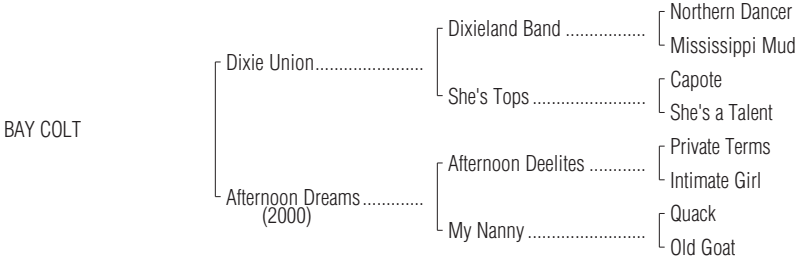 Northern Dancer
Dixieland Band .................
Mississippi Mud
Dixie Union.......................
Capote
She's Tops ........................
She's a Talent
BAY COLT
Private Terms
Afternoon Deelites ............
Intimate Girl
Afternoon Dreams .............
(2000)
Quack
My Nanny .........................
Old Goat